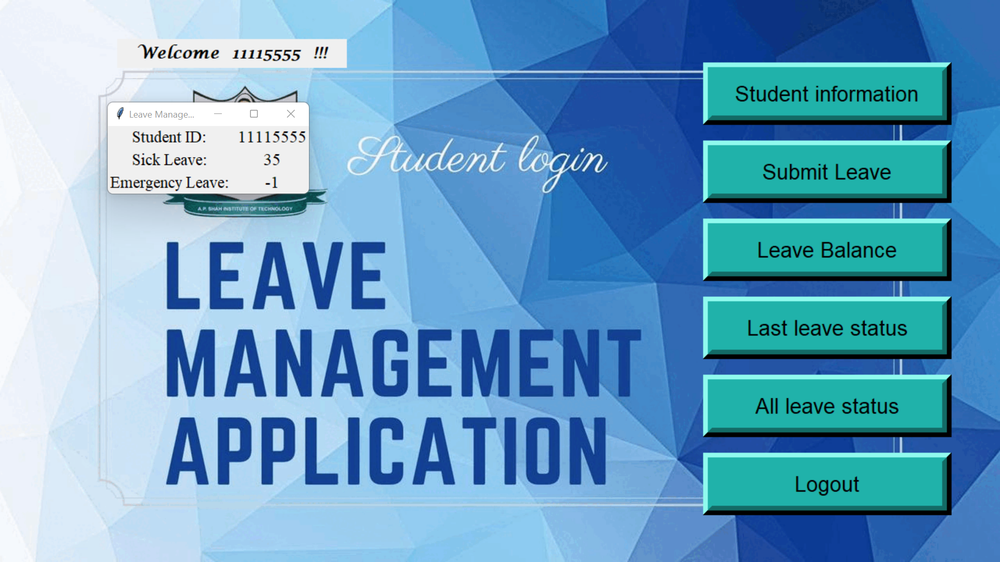 Welcome 11115555 !!!
Leave Manage...
Student ID: 11115555
Sick Leave: 35
Emergency Leave: -1
A.P. SHAH INSTITUTE OF TECHNOLOGY
Student login
LEAVE
MANAGEMENT
APPLICATION
Student information
Submit Leave
Leave Balance
Last leave status
All leave status
Logout